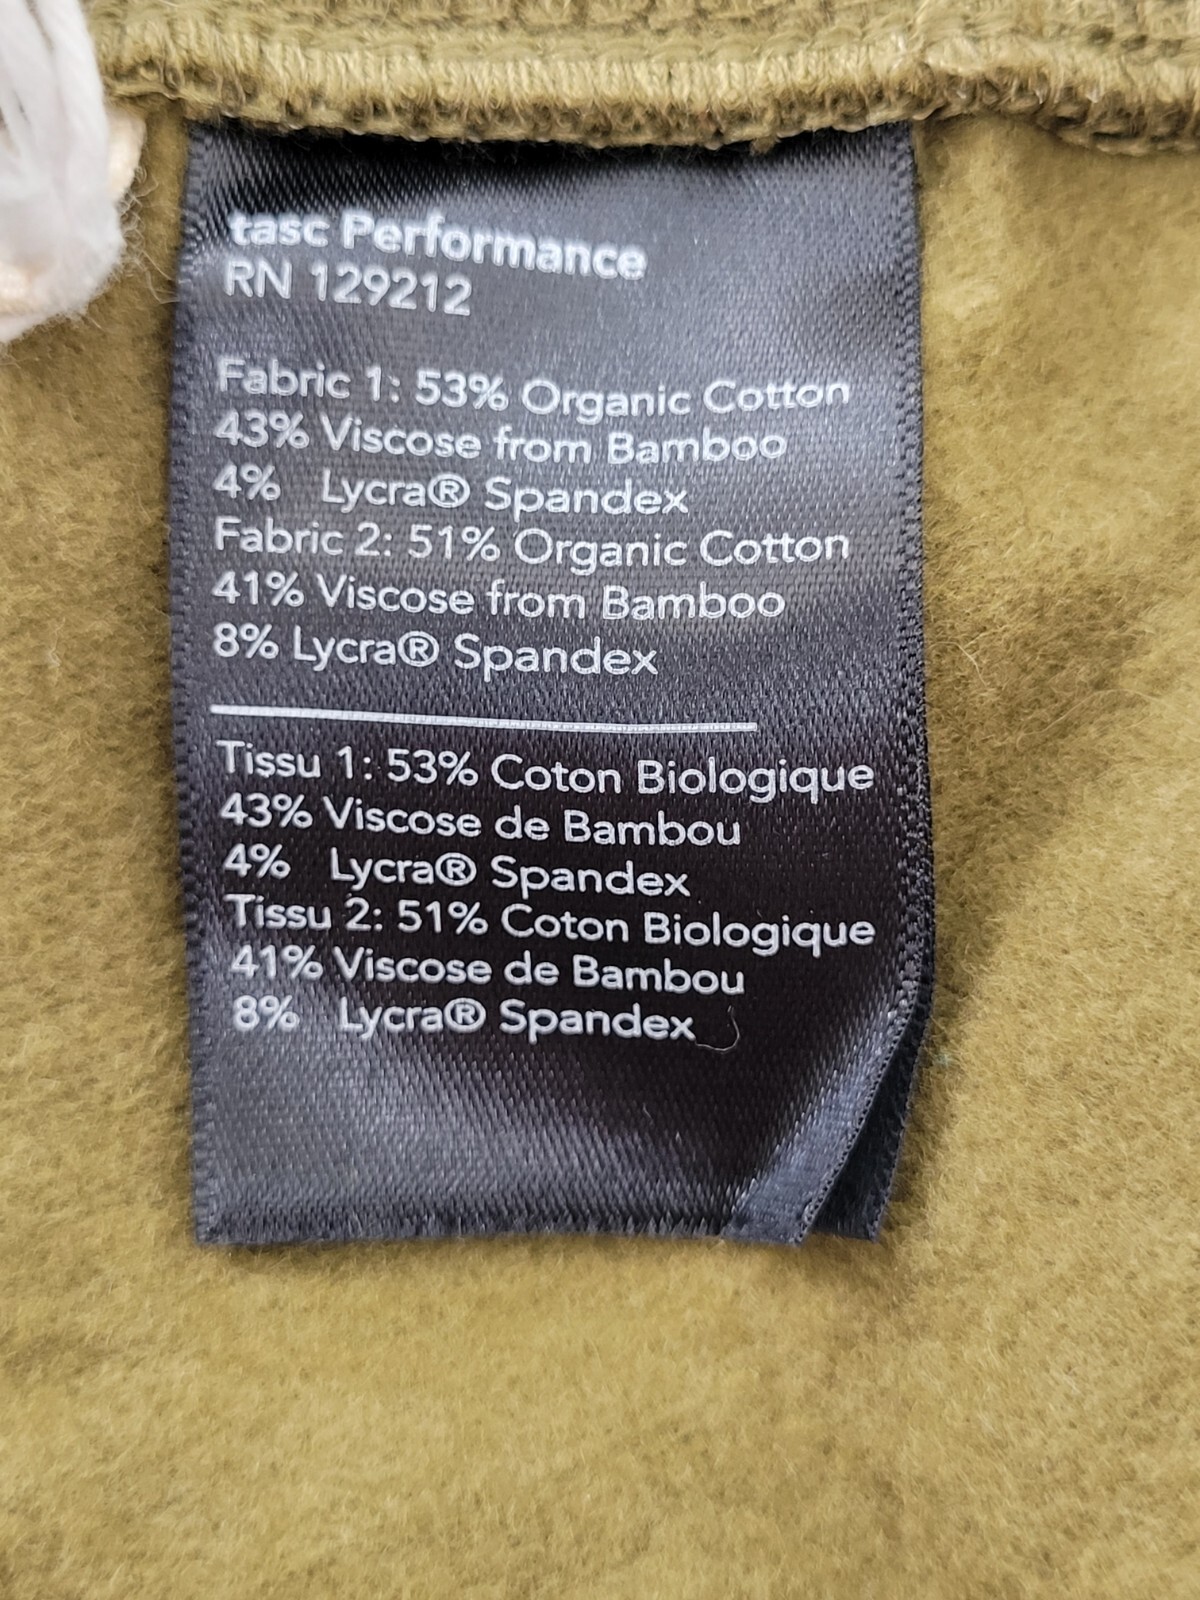 tasc Performance
RN 129212
Fabric 1: 53% Organic Cotton
43% Viscose from Bamboo
4% Lycra® Spandex
Fabric 2: 51% Organic Cotton
41% Viscose from Bamboo
8% Lycra® Spandex
Tissu 1: 53% Coton Biologique
43% Viscose de Bambou
4% Lycra® Spandex
Tissu 2: 51% Coton Biologique
41% Viscose de Bambou
8% Lycra® Spandex